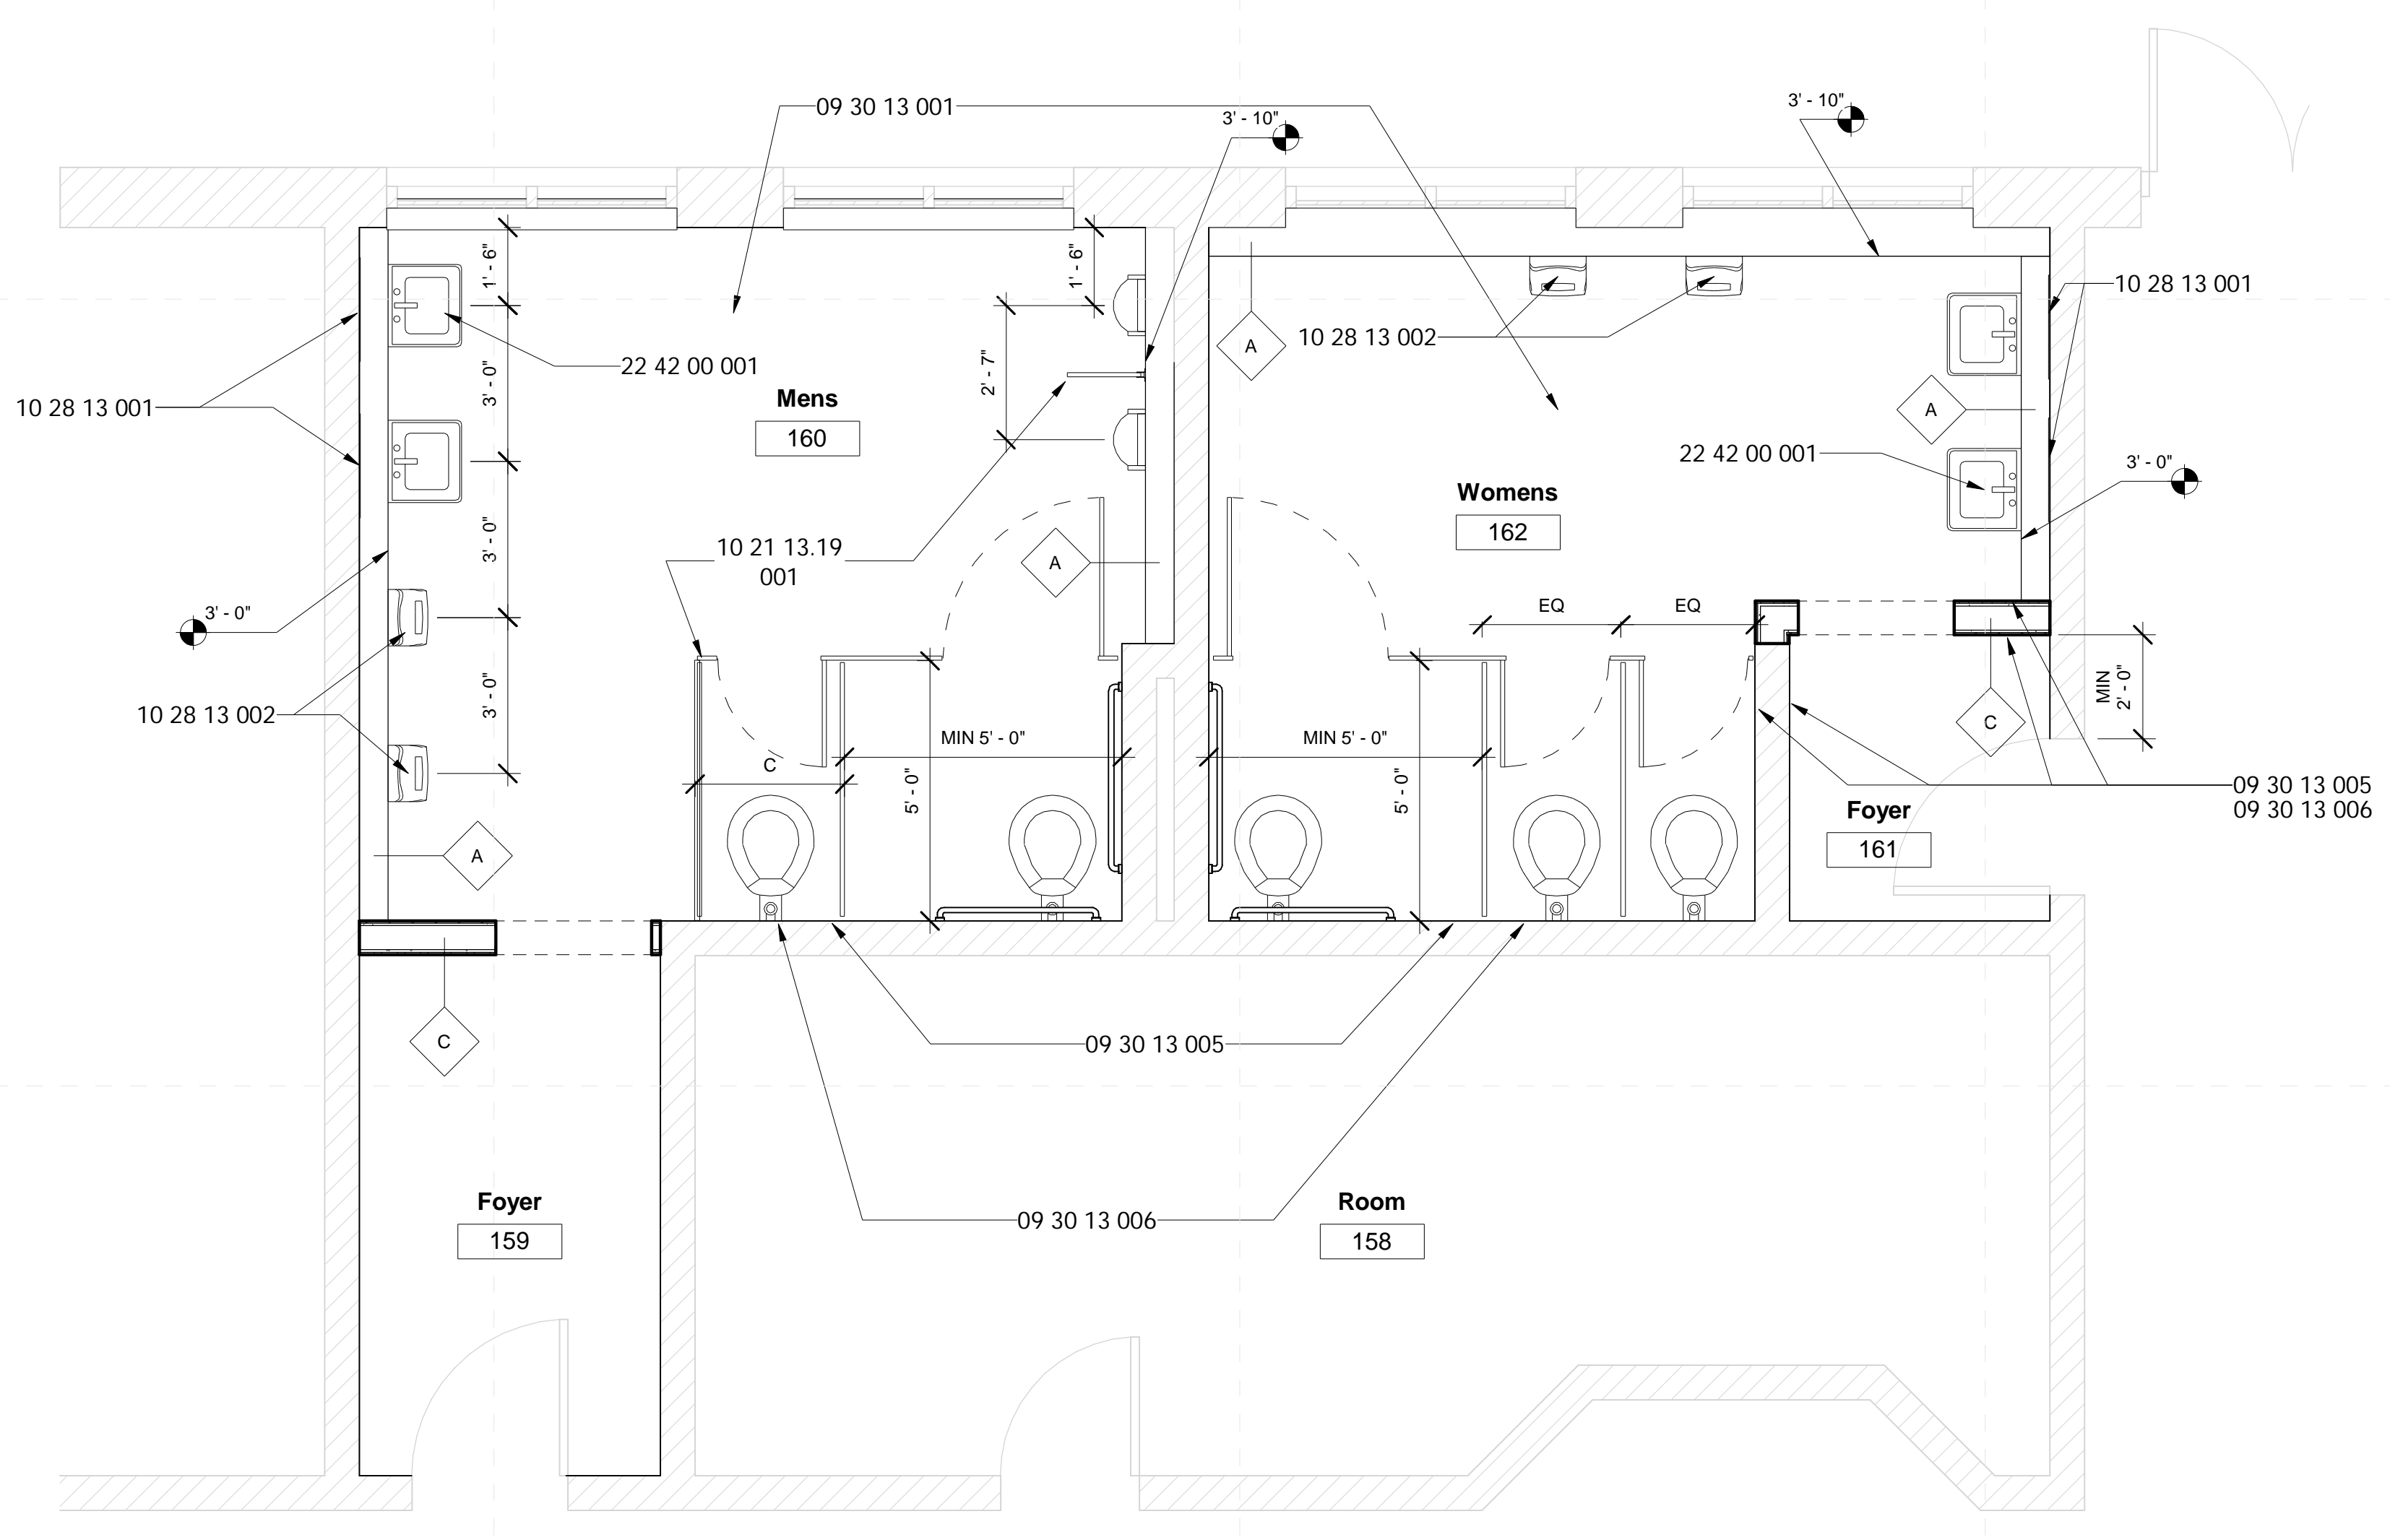 09 30 13 001
3' - 10"
3' - 10"
1' - 6"
1' - 6"
10 28 13 001
10 28 13 002
A
22 42 00 001
3' - 0"
2' - 7"
Mens
160
10 28 13 001
A
22 42 00 001
3' - 0"
Womens
162
3' - 0"
10 21 13.19
001
A
3' - 0"
EQ
EQ
3' - 0"
MIN
2' - 0"
10 28 13 002
C
MIN 5' - 0"
MIN 5' - 0"
C
5' - 0"
5' - 0"
09 30 13 005
09 30 13 006
Foyer
161
A
C
09 30 13 005
Foyer
159
09 30 13 006
Room
158